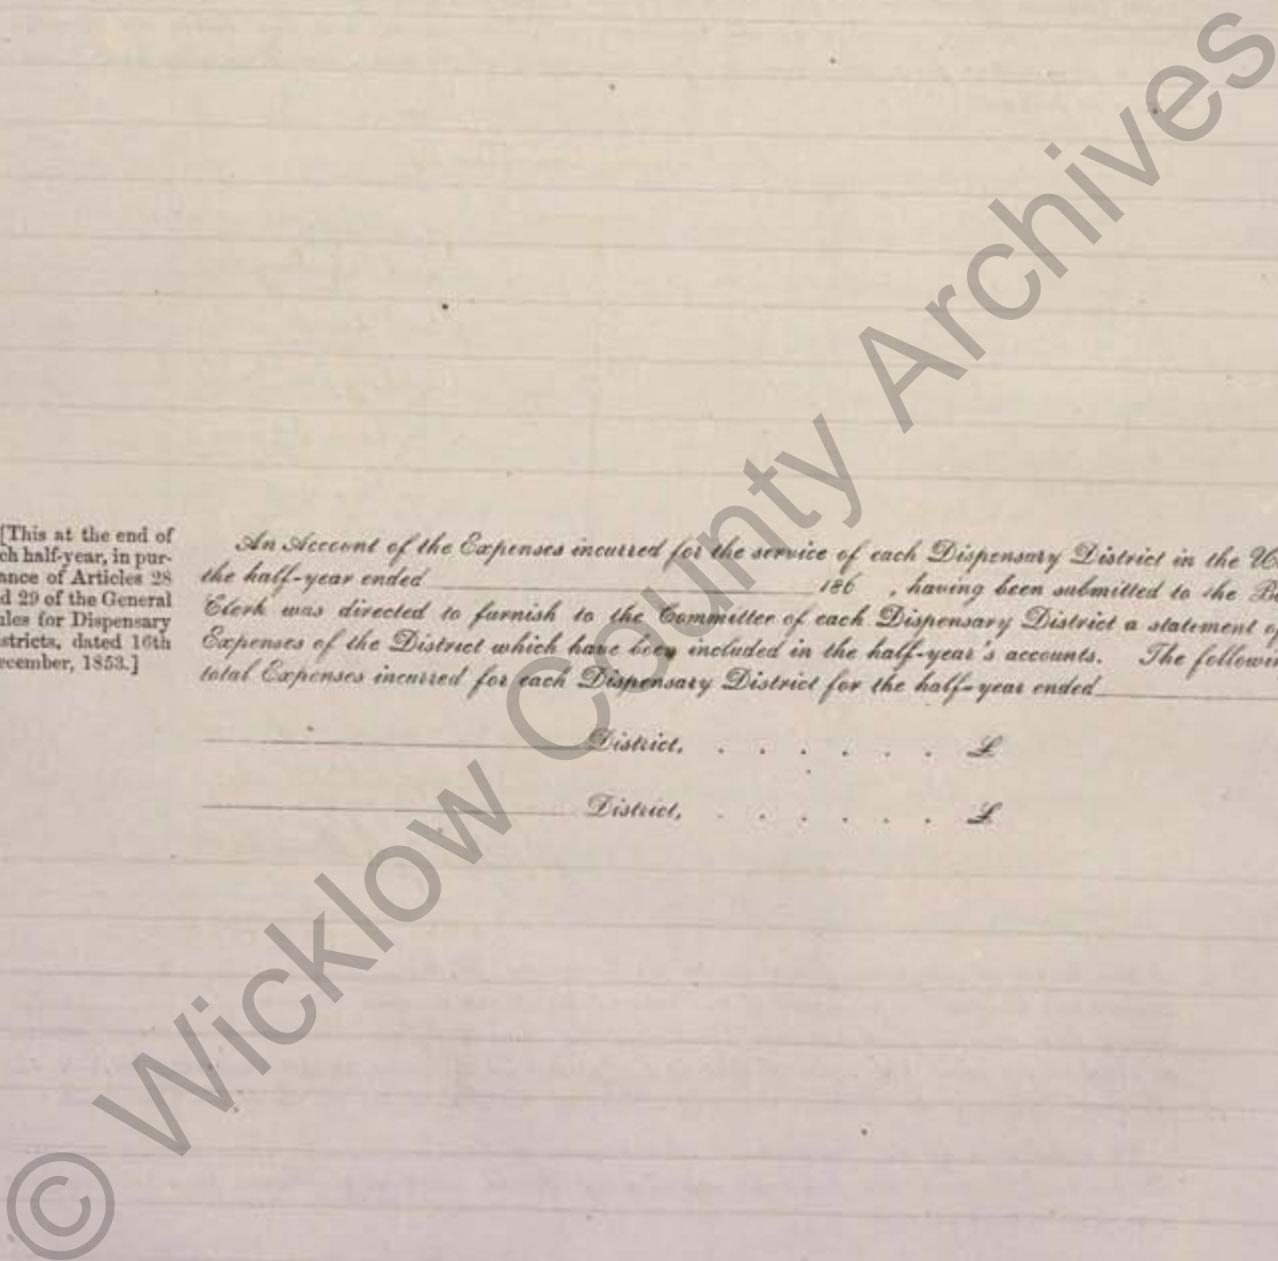 [This at the end of
ch half-year, in pur-
ance of Articles 28
d 29 of the General
ules for Dispensary
stricts, dated 16th
ecember, 1853.]
An Account of the Expenses incurred for the service of each Dispensary District in the U
the half-year ended 186 , having been submitted to the B
Clerk was directed to furnish to the Committee of each Dispensary District a statement of
Expenses of the District which have been included in the half-year's accounts. The followin
total Expenses incurred for each Dispensary District for the half-year ended
District, . . . . . . £
District, . . . . . . £
© Wicklow County Archives